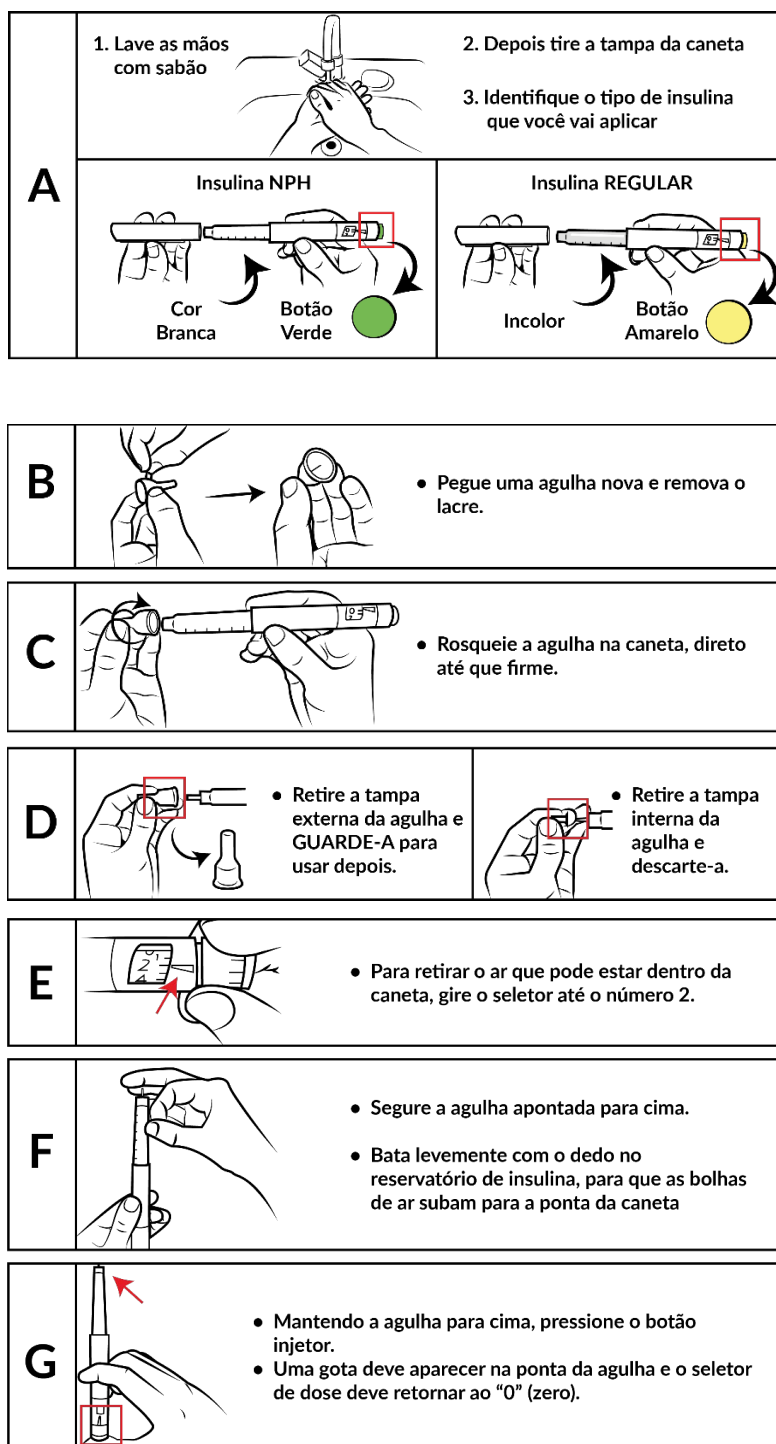 A
1. Lave as mãos
com sabão
2. Depois tire a tampa da caneta
3. Identifique o tipo de insulina
que você vai aplicar
Insulina NPH
Cor
Branca
Botão
Verde
Insulina REGULAR
Incolor
Botão
Amarelo
B
• Pegue uma agulha nova e remova o
lacre.
C
• Rosqueie a agulha na caneta, direto
até que firme.
D
• Retire a tampa
externa da agulha e
GUARDE-A para
usar depois.
• Retire a tampa
interna da
agulha e
descarte-a.
E
2
• Para retirar o ar que pode estar dentro da
caneta, gire o seletor até o número 2.
F
• Segure a agulha apontada para cima.
• Bata levemente com o dedo no
reservatório de insulina, para que as bolhas
de ar subam para a ponta da caneta
G
• Mantendo a agulha para cima, pressione o botão
injetor.
• Uma gota deve aparecer na ponta da agulha e o seletor
de dose deve retornar ao “0” (zero).